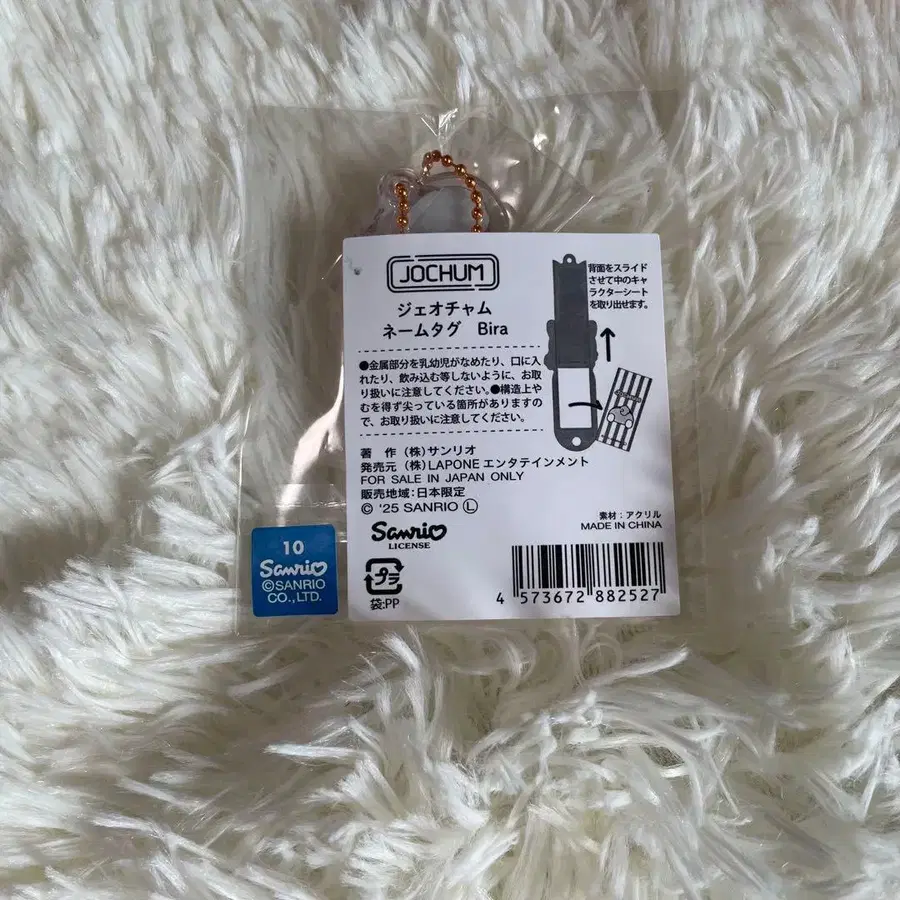 JOCHUM
ジェオチャム
ネームタグ Bira
背面をスライド
させて中のキャ
ラクターシート
を取り出せます。
●金属部分を乳幼児がなめたり、口に入
れたり、飲み込む等しないように、お取
り扱いに注意してください。●構造上や
むを得ず尖っている箇所がありますの
で、お取り扱いに注意してください。
著 作 (株)サンリオ
発売元 (株)LAPONEエンタテインメント
FOR SALE IN JAPAN ONLY
販売地域:日本限定
© '25 SANRIO Ⓛ
Sanrio
LICENSE
プラ
袋:PP
素材:アクリル
MADE IN CHINA
4 573672 882527
10
Sanrio
©SANRIO
CO.,LTD.